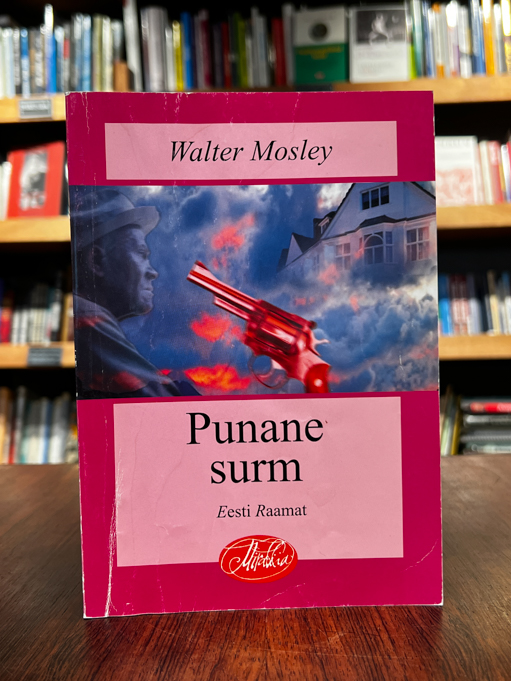 Walter Mosley
Punane
surm
Eesti Raamat